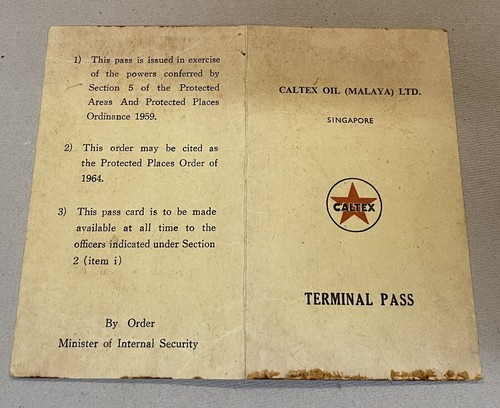 1) This pass is issued in exercise
of the powers conferred by
Section 5 of the Protected
Areas And Protected Places
Ordinance 1959.
2) This order may be cited as
the Protected Places Order of
1964.
3) This pass card is to be made
available at all time to the
officers indicated under Section
2 (item i)
By Order
Minister of Internal Security
CALTEX OIL (MALAYA) LTD.
SINGAPORE
CALTEX
TERMINAL PASS